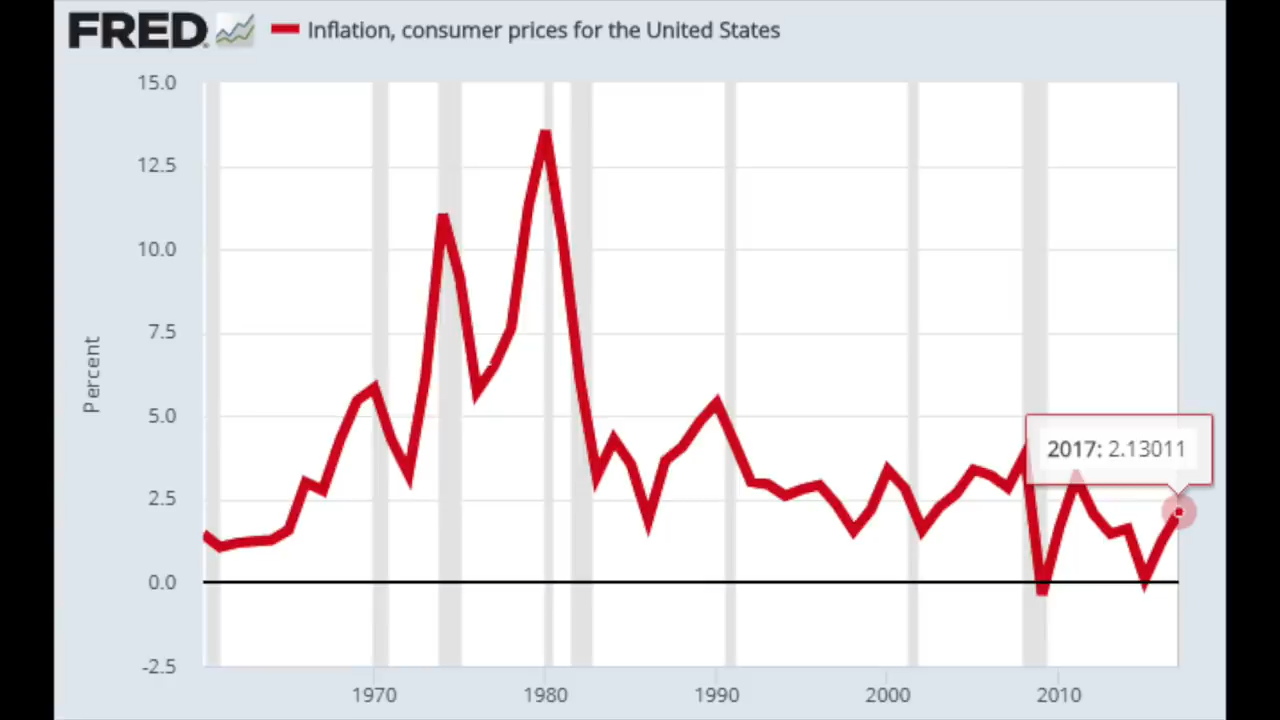 FRED
Inflation, consumer prices for the United States
15.0
12.5
10.0
7.5
5.0
2.5
0.0
-2.5
Percent
2017: 2.13011
1970 1980 1990 2000 2010